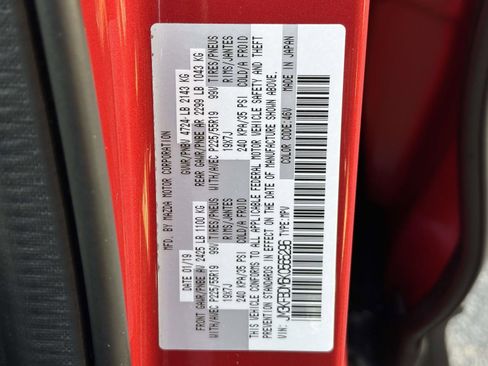 MFD. BY MAZDA MOTOR CORPORATION
DATE 01/19 GVWR/PNBV 4724 LB 2143 KG
FRONT GAWR/PNBE AV 2425 LB 1100 KG REAR GAWR/PNBE AR 2299 LB 1043 KG
WITH/AVEC P225/55R19 99V TIRES/PNEUS WITH/AVEC P225/55R19 99V TIRES/PNEUS
19X7J RIMS/JANTES 19X7J RIMS/JANTES
240 KPA/35 PSI COLD/A FROID 240 KPA/35 PSI COLD/A FROID
THIS VEHICLE CONFORMS TO ALL APPLICABLE FEDERAL MOTOR VEHICLE SAFETY AND THEFT
PREVENTION STANDARDS IN EFFECT ON THE DATE OF MANUFACTURE SHOWN ABOVE.
VIN: TYPE:MPV COLOR CODE:46V MADE IN JAPAN